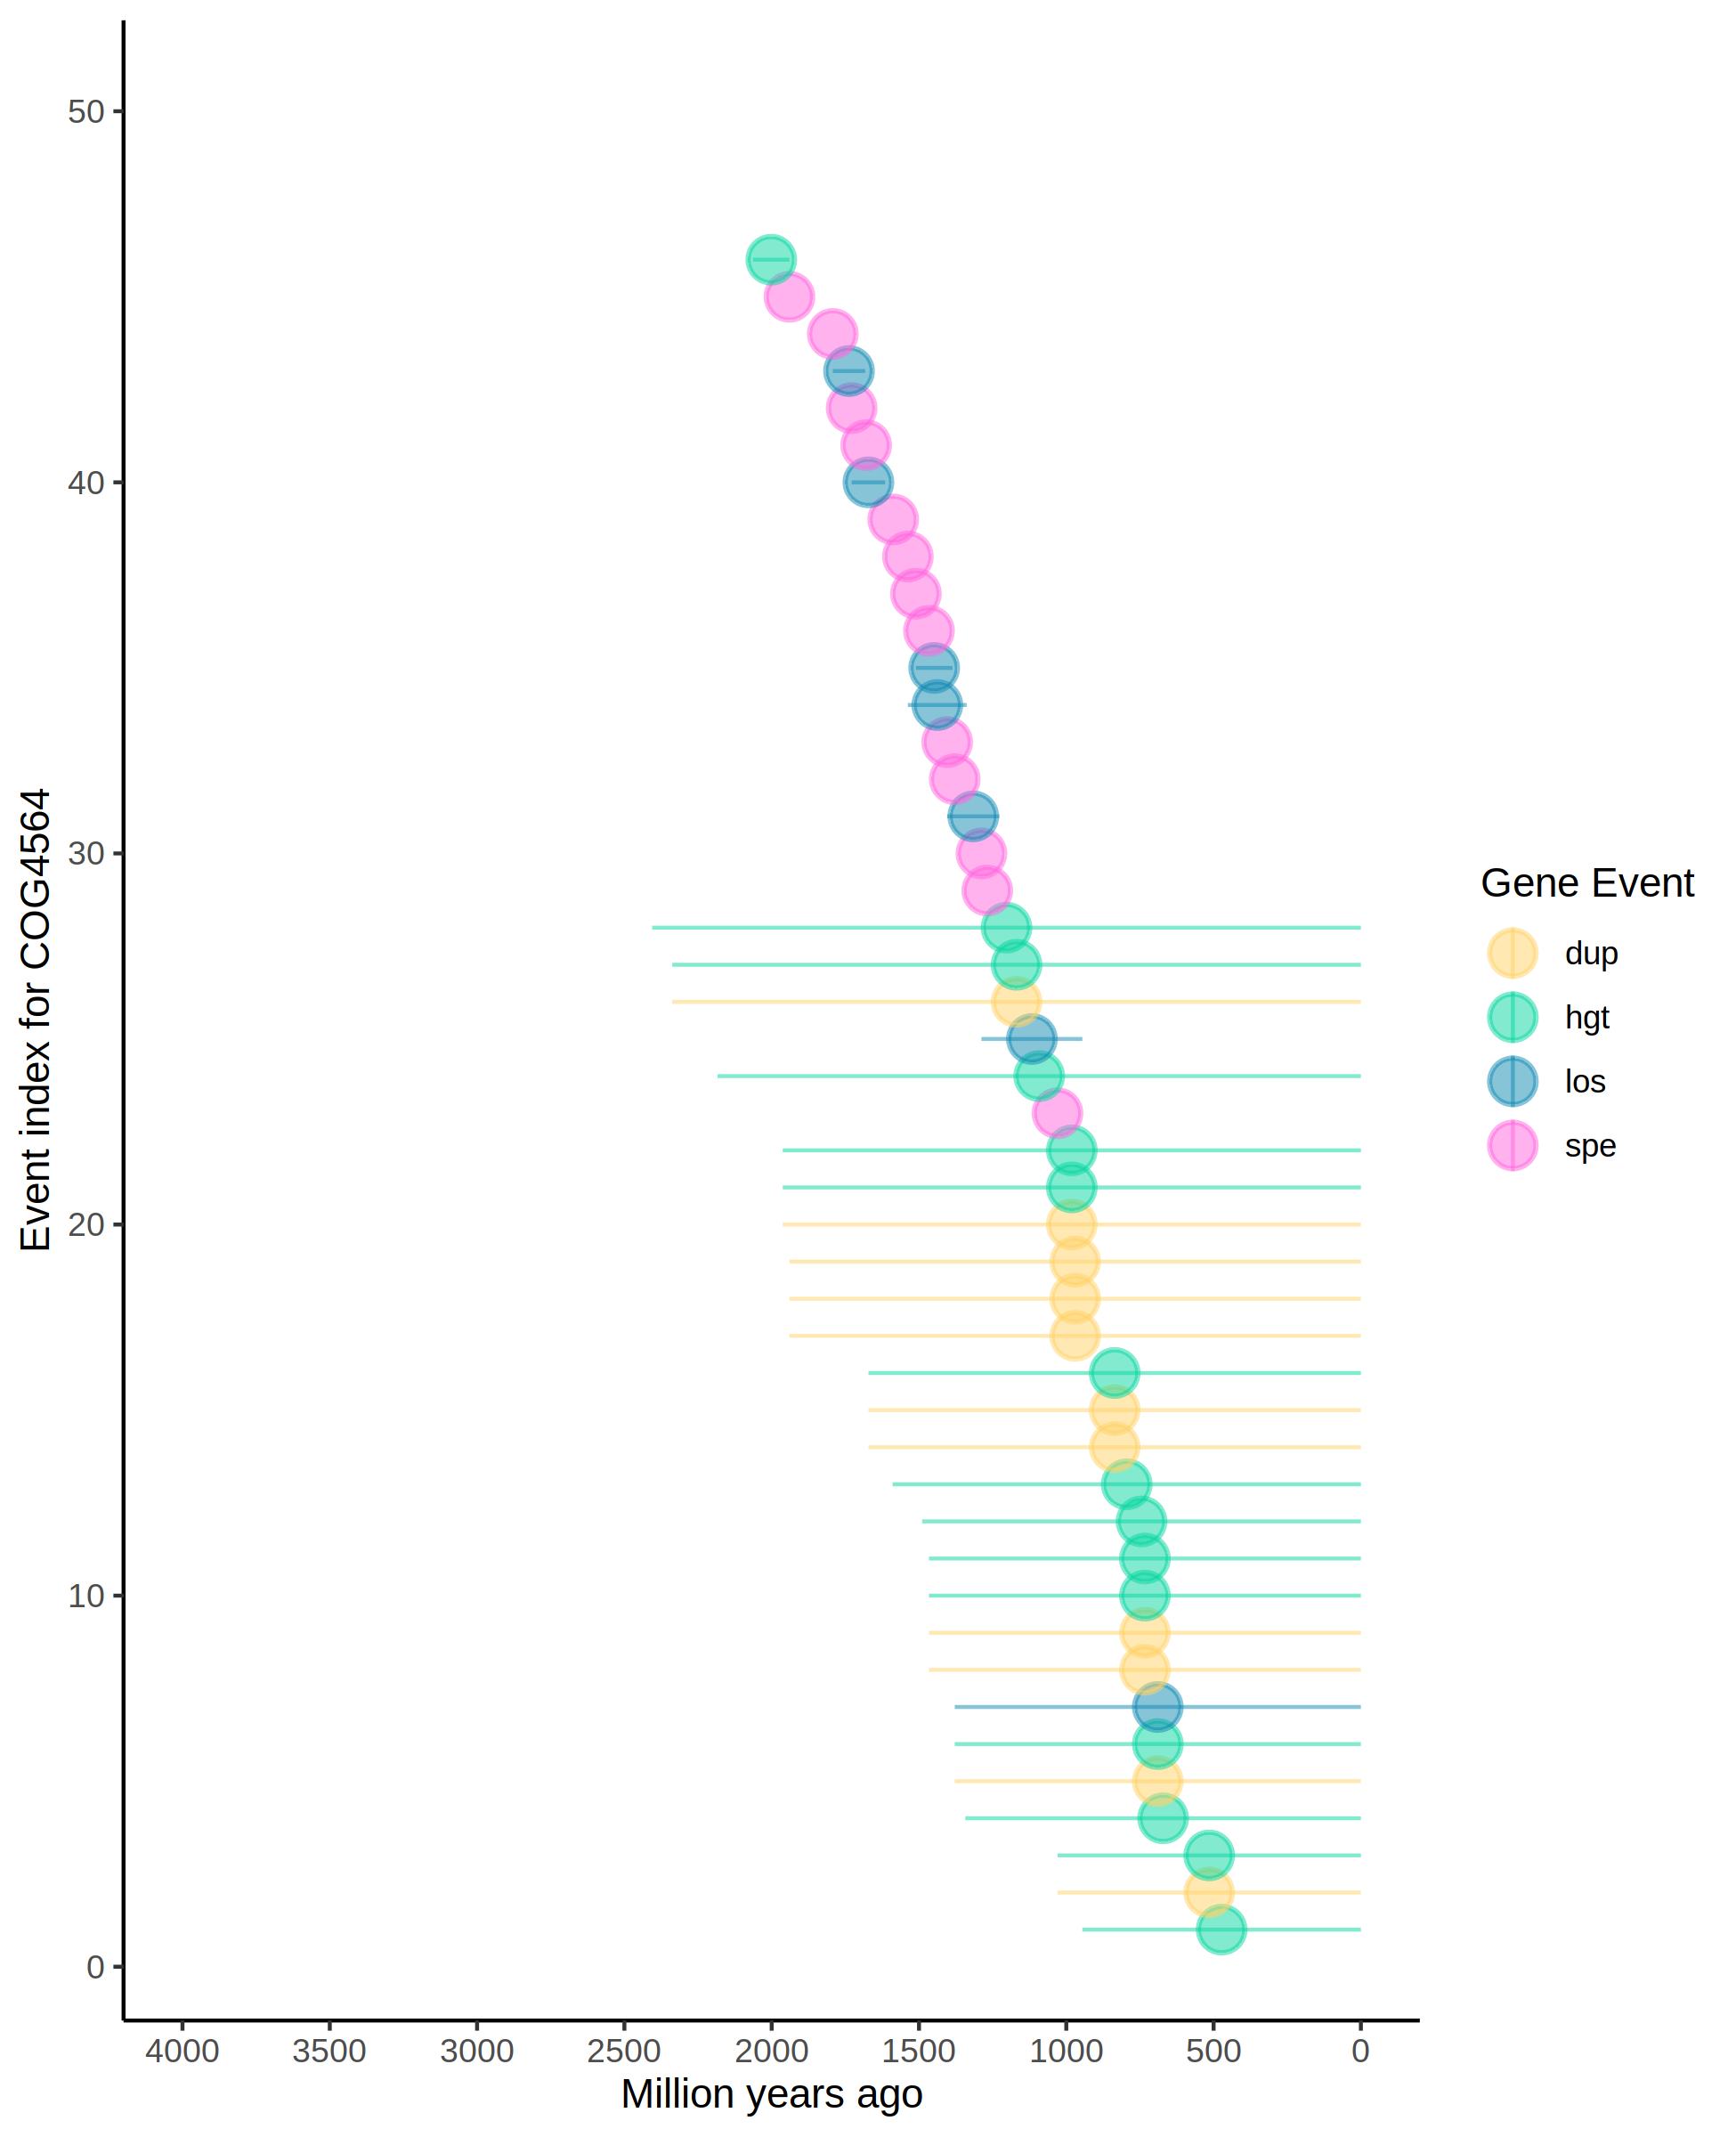 50
40
30
20
10
0
Event index for COG4564
4000 3500 3000 2500 2000 1500 1000 500 0
Million years ago
Gene Event
dup
hgt
los
spe